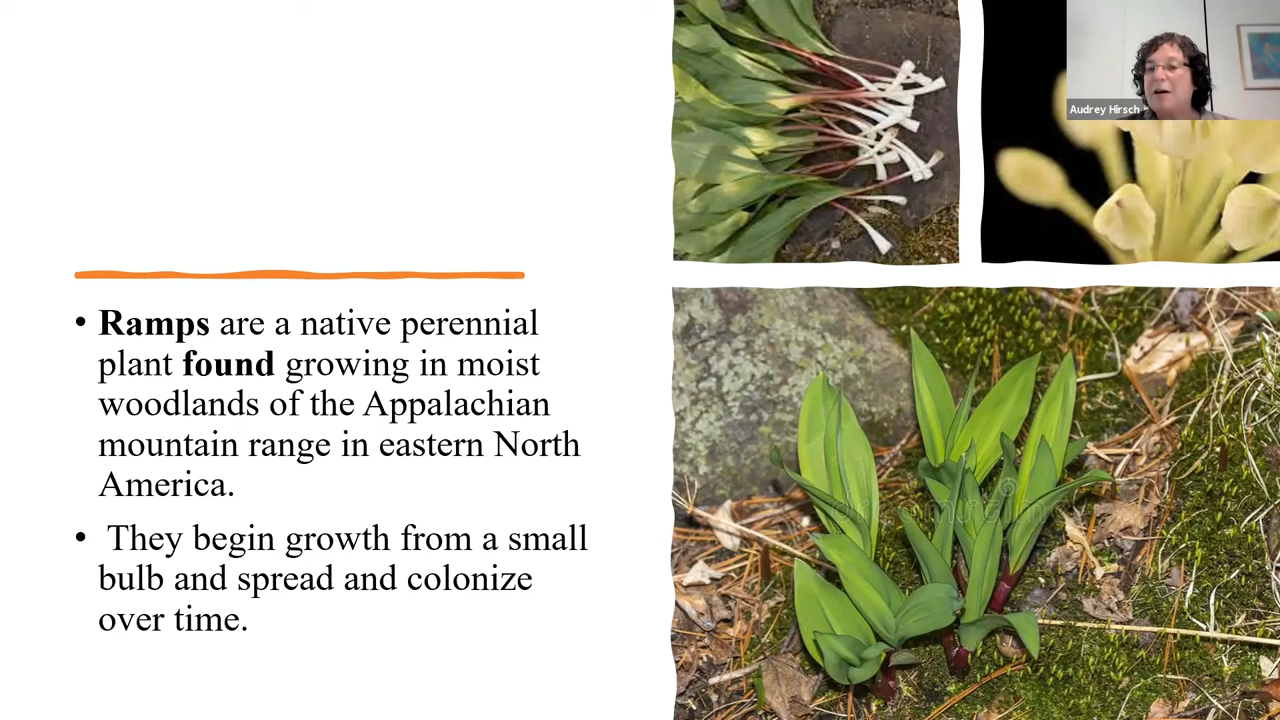 Audrey Hirsch
• Ramps are a native perennial
plant found growing in moist
woodlands of the Appalachian
mountain range in eastern North
America.
• They begin growth from a small
bulb and spread and colonize
over time.